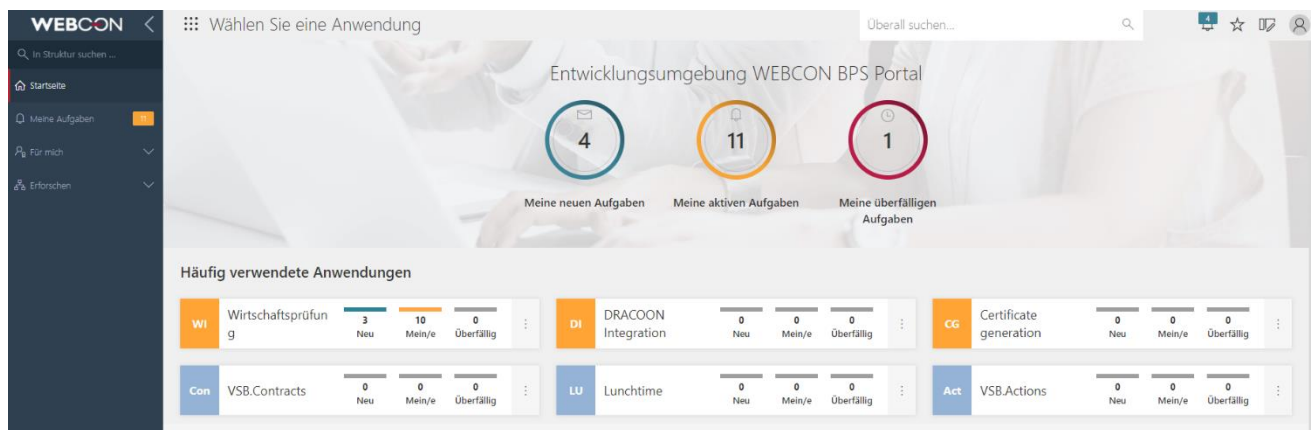 WEBCON
Wählen Sie eine Anwendung
Überall suchen...
4
In Struktur suchen ...
Startseite
Meine Aufgaben 11
Für mich
Erforschen
Entwicklungsumgebung WEBCON BPS Portal
4
Meine neuen Aufgaben
11
Meine aktiven Aufgaben
1
Meine überfälligen
Aufgaben
Häufig verwendete Anwendungen
WI
Wirtschaftsprüfun
g
3 10 0
Neu Mein/e Überfällig
DI
DRACOON
Integration
0 0 0
Neu Mein/e Überfällig
CG
Certificate
generation
0 0 0
Neu Mein/e Überfällig
Con
VSB.Contracts
0 0 0
Neu Mein/e Überfällig
LU
Lunchtime
0 0 0
Neu Mein/e Überfällig
Act
VSB.Actions
0 0 0
Neu Mein/e Überfällig